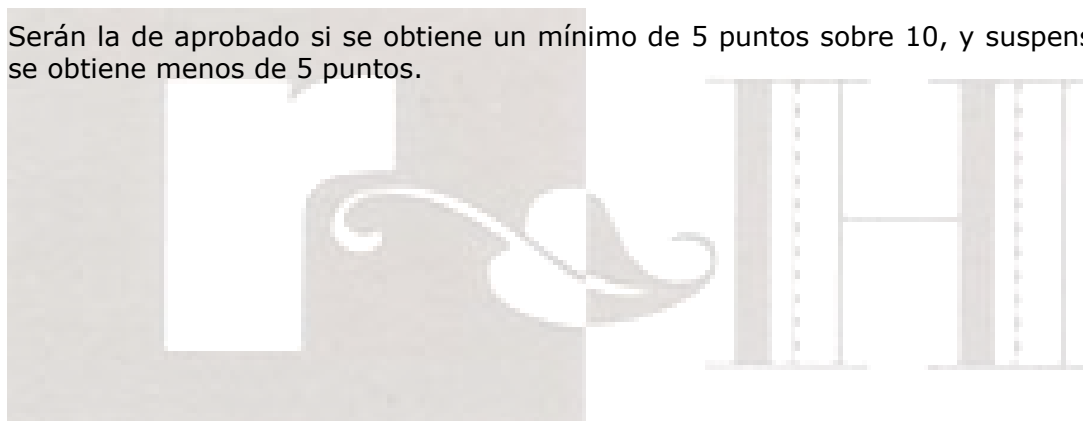 Serán la de aprobado si se obtiene un mínimo de 5 puntos sobre 10, y
se obtiene menos de 5 puntos.